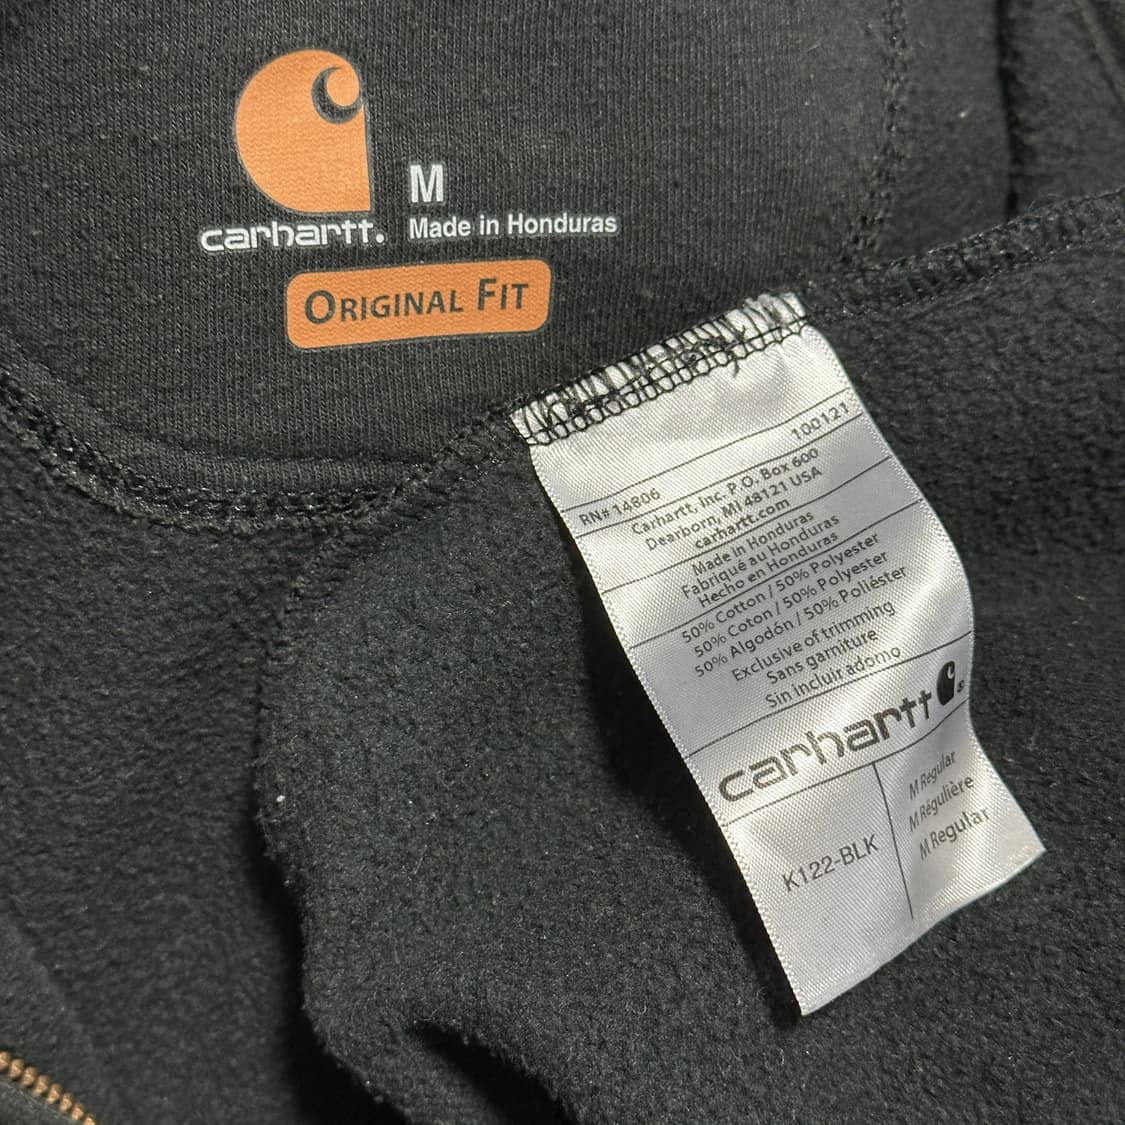 M
carhartt. Made in Honduras
ORIGINAL FIT
RN# 14806 100121
Carhartt, Inc. P.O. Box 600
Dearborn, MI 48121 USA
carhartt.com
Made in Honduras
Fabriqué au Honduras
Hecho en Honduras
50% Cotton / 50% Polyester
50% Coton / 50% Polyester
50% Algodón / 50% Poliéster
Exclusive of trimming
Sans garniture
Sin incluir adorno
carhartt ®
K122-BLK
M Regular
M Régulière
M Regular